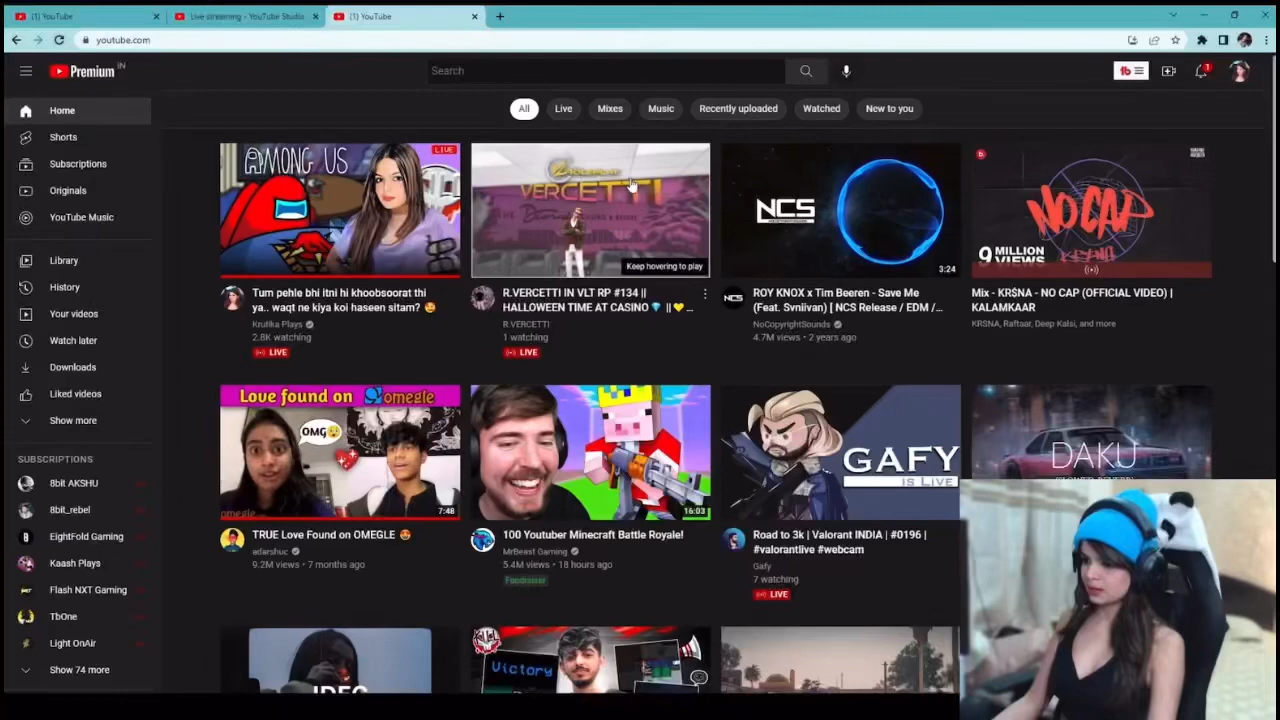 (1) YouTube
Live streaming - YouTube Studio
(1) YouTube
youtube.com
Premium IN
Search
1
Home
Shorts
Subscriptions
Originals
YouTube Music
Library
History
Your videos
Watch later
Downloads
Liked videos
Show more
SUBSCRIPTIONS
8bit AKSHU
8bit_rebel
EightFold Gaming
Kaash Plays
Flash NXT Gaming
TbOne
Light OnAir
Show 74 more
All
Live
Mixes
Music
Recently uploaded
Watched
New to you
AMONG US
LIVE
VERCETTI
Keep hovering to play
NCS
3:24
NO CAP
9 MILLION
VIEWS
Tum pehle bhi itni hi khoobsoorat thi
ya.. waqt ne kiya koi haseen sitam? 🤩
Krutika Plays
2.8K watching
LIVE
R.VERCETTI IN VLT RP #134 ||
HALLOWEEN TIME AT CASINO 💎 ||💛 ...
R.VERCETTI
1 watching
LIVE
NCS
ROY KNOX x Tim Beeren - Save Me
(Feat. Svniivan) [ NCS Release / EDM /...
NoCopyrightSounds
4.7M views • 2 years ago
Mix - KR$NA - NO CAP (OFFICIAL VIDEO) |
KALAMKAAR
KRSNA, Raftaar, Deep Kalsi, and more
Love found on omegle
OMG
omegle
7:48
16:03
GAFY
IS LIVE
DAKU
TRUE Love Found on OMEGLE 😍
adarshuc
9.2M views • 7 months ago
100 Youtuber Minecraft Battle Royale!
MrBeast Gaming
5.4M views • 18 hours ago
Fundraiser
Road to 3k | Valorant INDIA | #0196 |
#valorantlive #webcam
Gafy
7 watching
LIVE
Victory